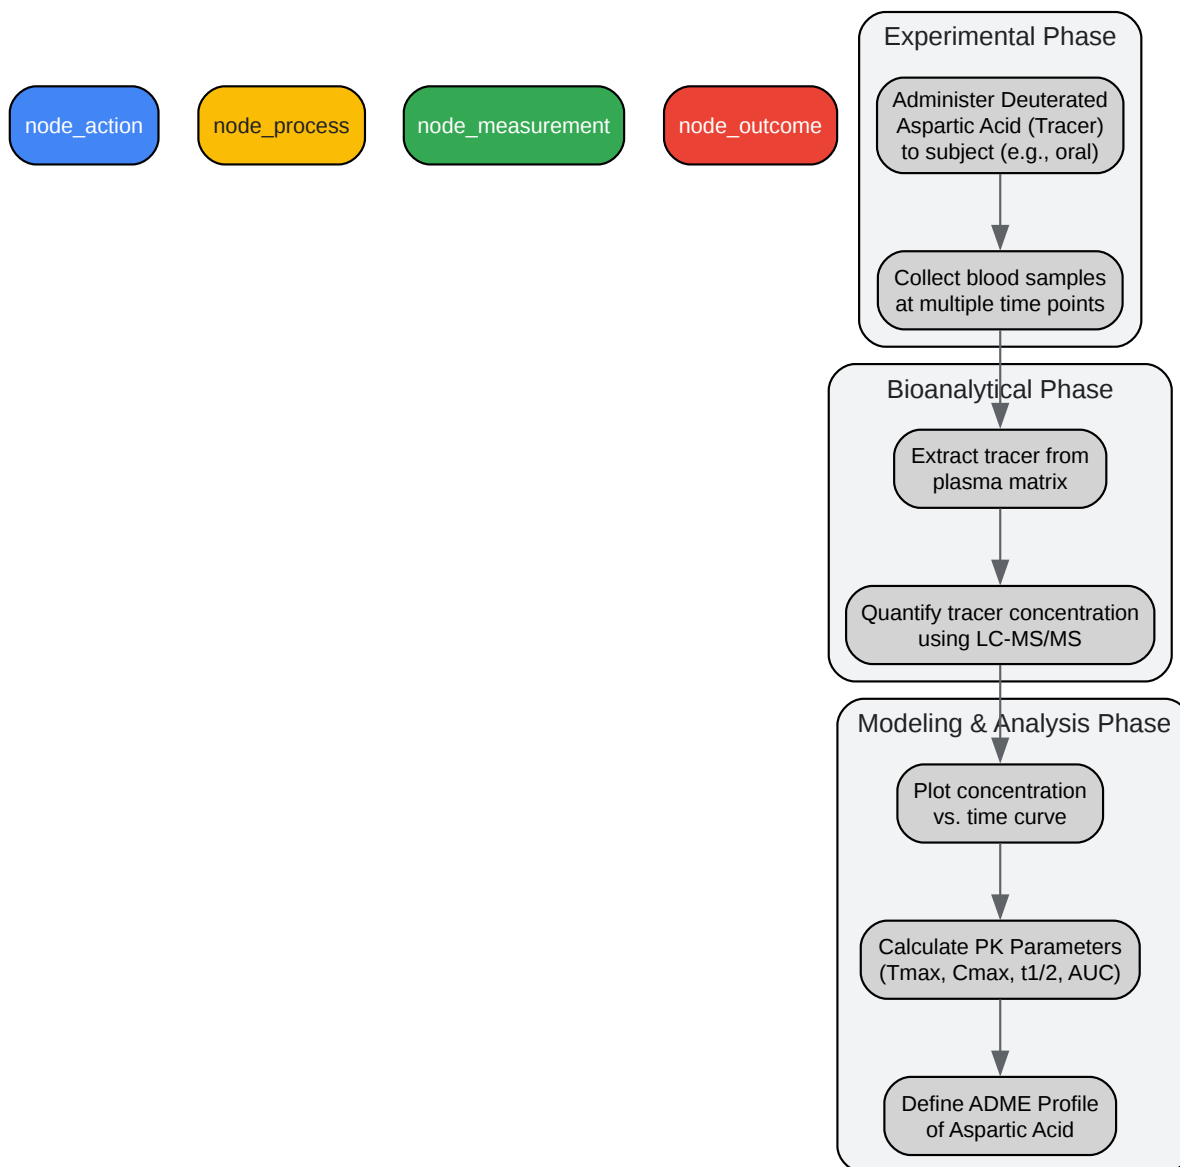 node_action
node_process
node_measurement
node_outcome
Experimental Phase
Administer Deuterated
Aspartic Acid (Tracer)
to subject (e.g., oral)
Collect blood samples
at multiple time points
Bioanalytical Phase
Extract tracer from
plasma matrix
Quantify tracer concentration
using LC-MS/MS
Modeling & Analysis Phase
Plot concentration
vs. time curve
Calculate PK Parameters
(Tmax, Cmax, t1/2, AUC)
Define ADME Profile
of Aspartic Acid